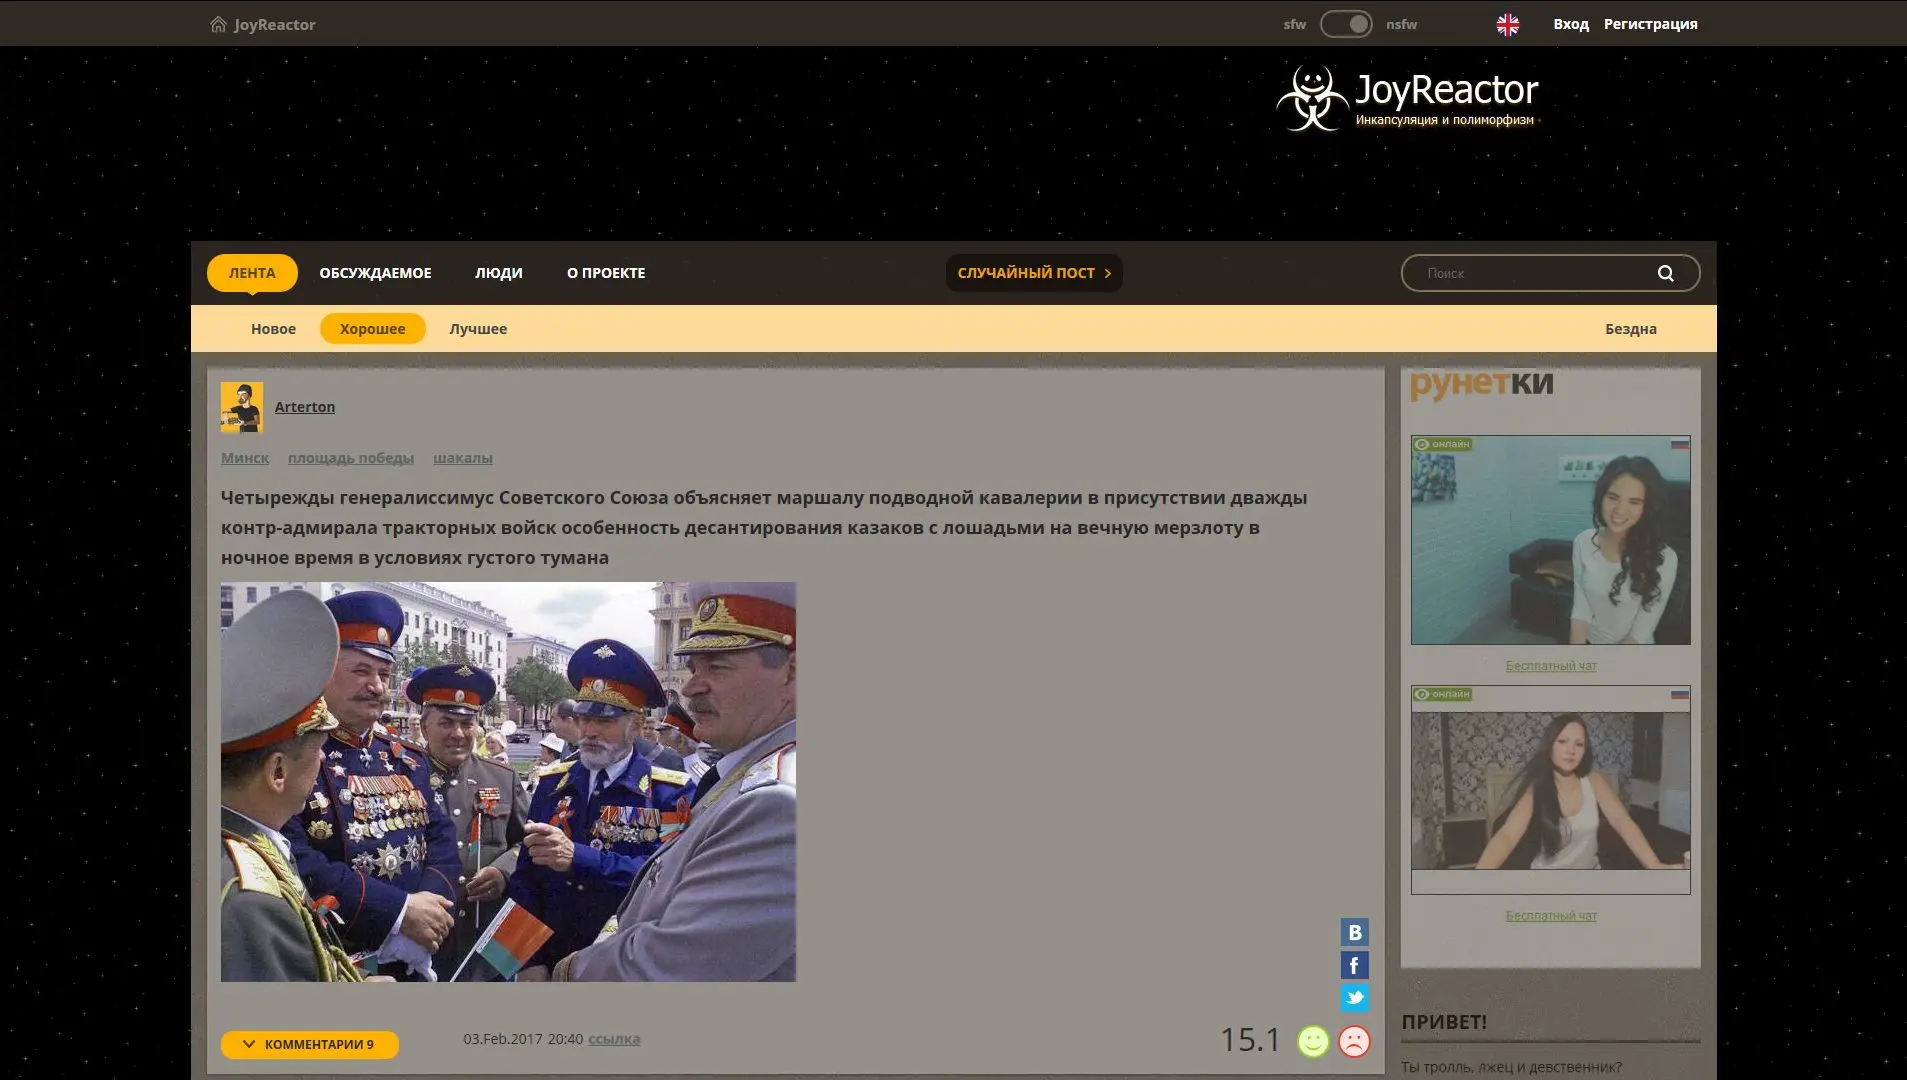 JoyReactor
sfw
nsfw
Вход Регистрация
JoyReactor
Инкапсуляция и полиморфизм
ЛЕНТА
ОБСУЖДАЕМОЕ
ЛЮДИ
О ПРОЕКТЕ
СЛУЧАЙНЫЙ ПОСТ
Поиск
Новое
Хорошее
Лучшее
Бездна
Arterton
Минск площадь победы шакалы
Четырежды генералиссимус Советского Союза объясняет маршалу подводной кавалерии в присутствии дважды
контр-адмирала тракторных войск особенность десантирования казаков с лошадьми на вечную мерзлоту в
ночное время в условиях густого тумана
КОММЕНТАРИИ 9
03.Feb.2017 20:40 ссылка
15.1
рунетки
онлайн
Бесплатный чат
онлайн
Бесплатный чат
ПРИВЕТ!
Ты тролль, лжец и девственник?